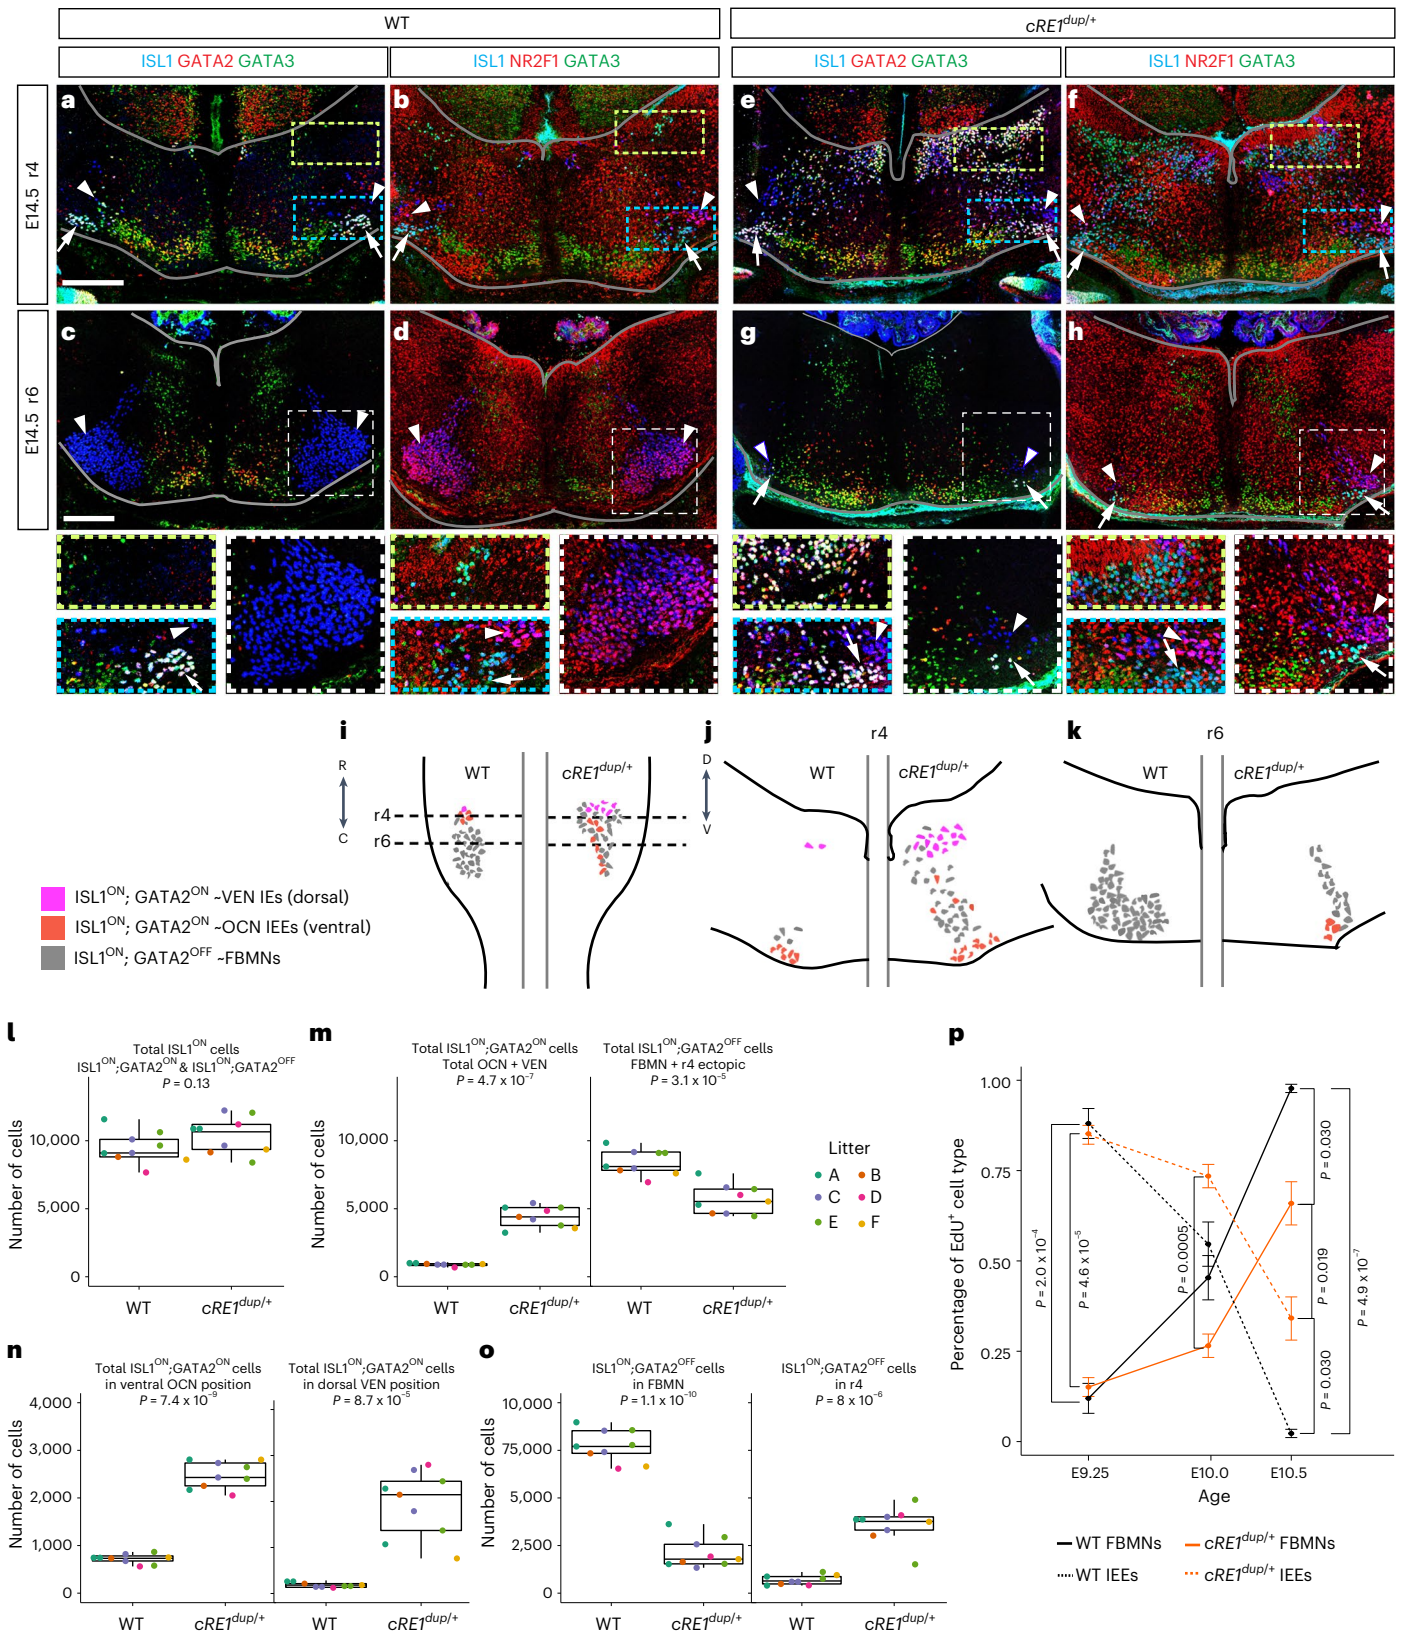 WT
cRE1dup/+
ISL1 GATA2 GATA3
ISL1 NR2F1 GATA3
ISL1 GATA2 GATA3
ISL1 NR2F1 GATA3
E14.5 r4
a
b
e
f
E14.5 r6
c
d
g
h
i
j
r4
k
r6
R
C
WT
cRE1dup/+
r4
r6
D
V
WT
cRE1dup/+
WT
cRE1dup/+
ISL1ON; GATA2ON ~VEN IEs (dorsal)
ISL1ON; GATA2ON ~OCN IEEs (ventral)
ISL1ON; GATA2OFF ~FBMNs
l
Total ISL1ON cells
ISL1ON;GATA2ON & ISL1ON;GATA2OFF
P = 0.13
Number of cells
10,000
5,000
0
WT
cRE1dup/+
m
Total ISL1ON;GATA2ON cells
Total OCN + VEN
P = 4.7 x 10-7
Total ISL1ON;GATA2OFF cells
FBMN + r4 ectopic
P = 3.1 x 10-5
Number of cells
10,000
5,000
0
WT
cRE1dup/+
WT
cRE1dup/+
Litter
A
B
C
D
E
F
n
Total ISL1ON;GATA2ON cells
in ventral OCN position
P = 7.4 x 10-9
Total ISL1ON;GATA2ON cells
in dorsal VEN position
P = 8.7 x 10-5
Number of cells
4,000
3,000
2,000
1,000
0
WT
cRE1dup/+
WT
cRE1dup/+
o
ISL1ON;GATA2OFF cells
in FBMN
P = 1.1 x 10-10
ISL1ON;GATA2OFF cells
in r4
P = 8 x 10-6
Number of cells
10,000
75,000
5,000
2,500
0
WT
cRE1dup/+
WT
cRE1dup/+
p
Percentage of EdU+ cell type
1.00
0.75
0.50
0.25
0
P = 2.0 x 10-4
P = 4.6 x 10-5
P = 0.0005
P = 0.030
P = 0.019
P = 0.030
P = 4.9 x 10-7
E9.25
E10.0
E10.5
Age
WT FBMNs
cRE1dup/+ FBMNs
WT IEEs
cRE1dup/+ IEEs